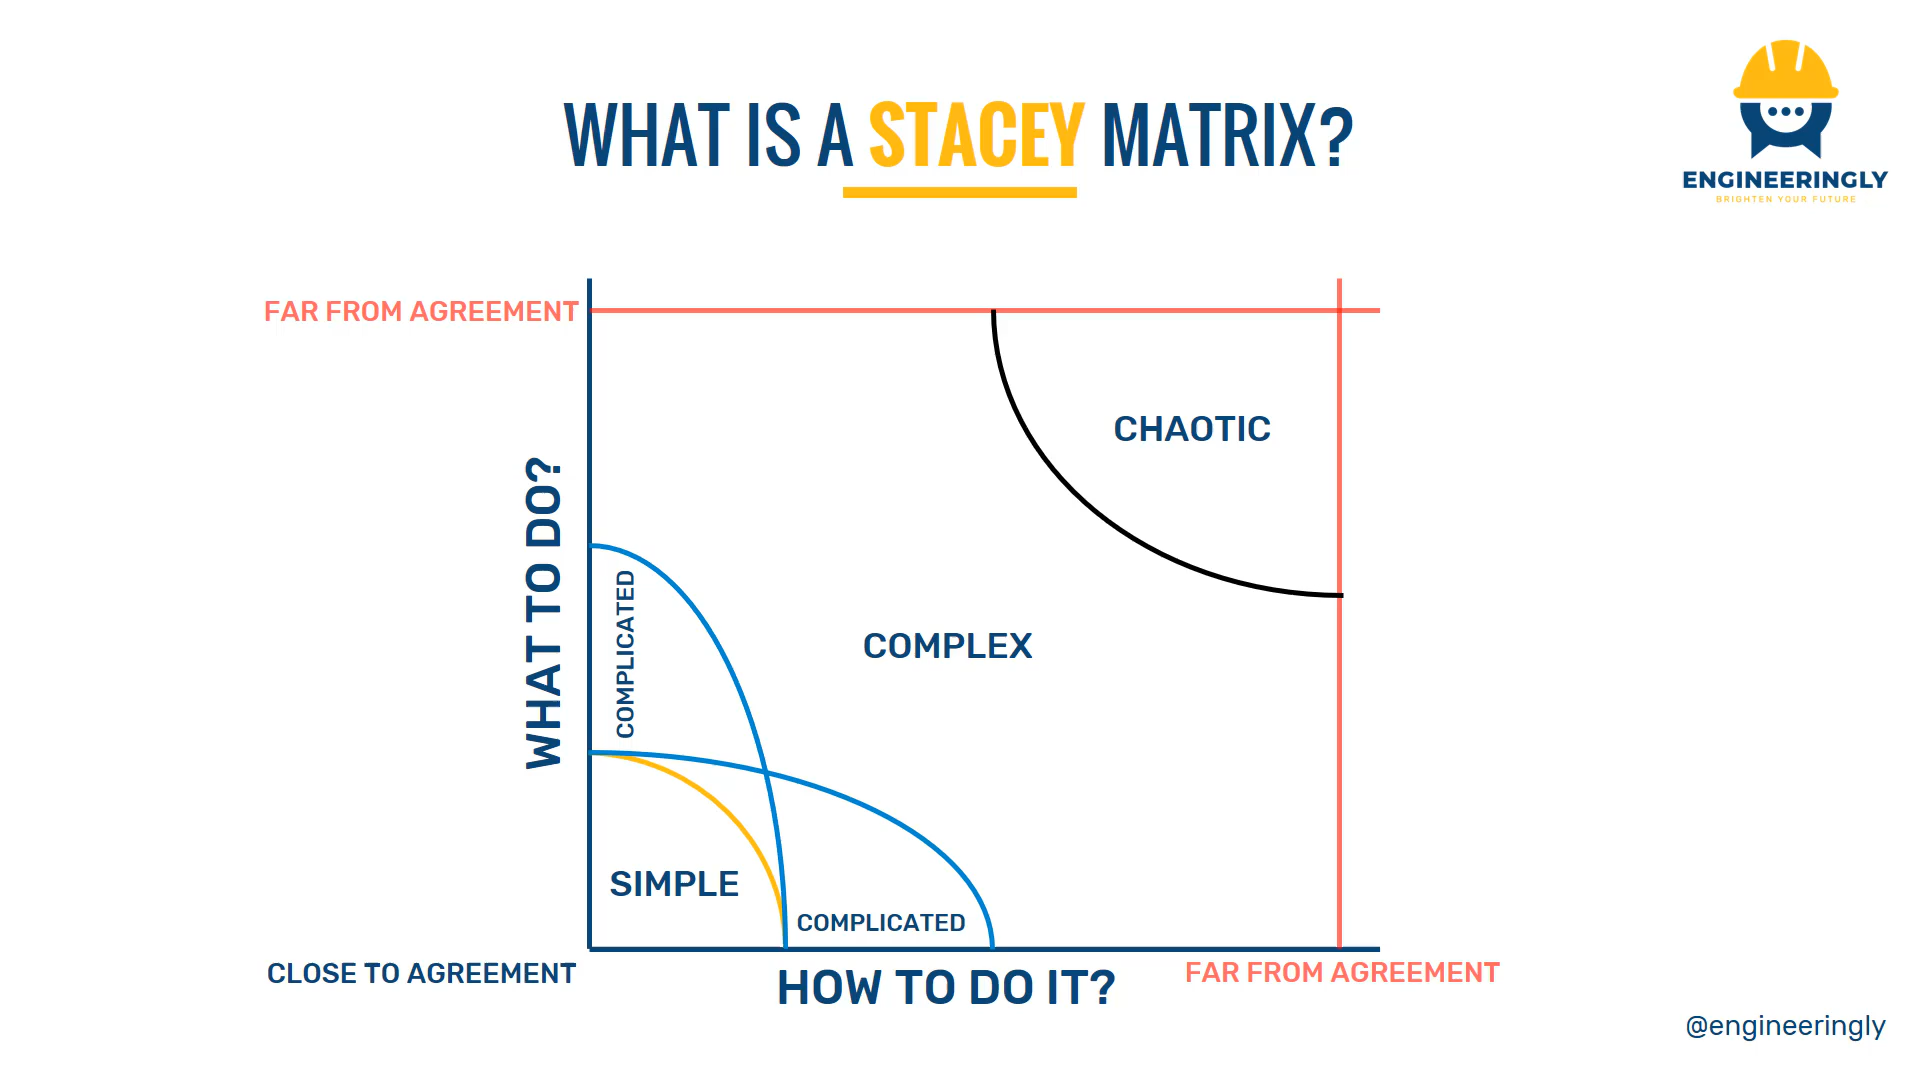 WHAT IS A STACEY MATRIX?
ENGINEERINGLY
BRIGHTEN YOUR FUTURE
FAR FROM AGREEMENT
CHAOTIC
WHAT TO DO?
COMPLICATED
COMPLEX
SIMPLE
COMPLICATED
CLOSE TO AGREEMENT
HOW TO DO IT?
FAR FROM AGREEMENT
@engineeringly